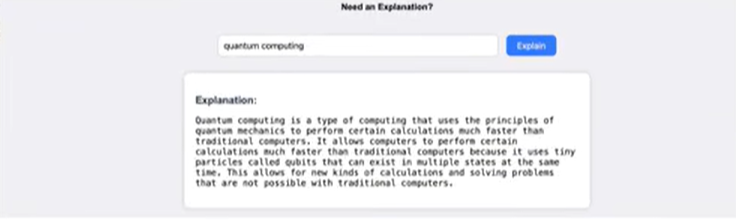 Need an Explanation?
quantum computing
Explain
Explanation:
Quantum computing is a type of computing that uses the principles of
quantum mechanics to perform certain calculations much faster than
traditional computers. It allows computers to perform certain
calculations much faster than traditional computers because it uses tiny
particles called qubits that can exist in multiple states at the same
time. This allows for new kinds of calculations and solving problems
that are not possible with traditional computers.